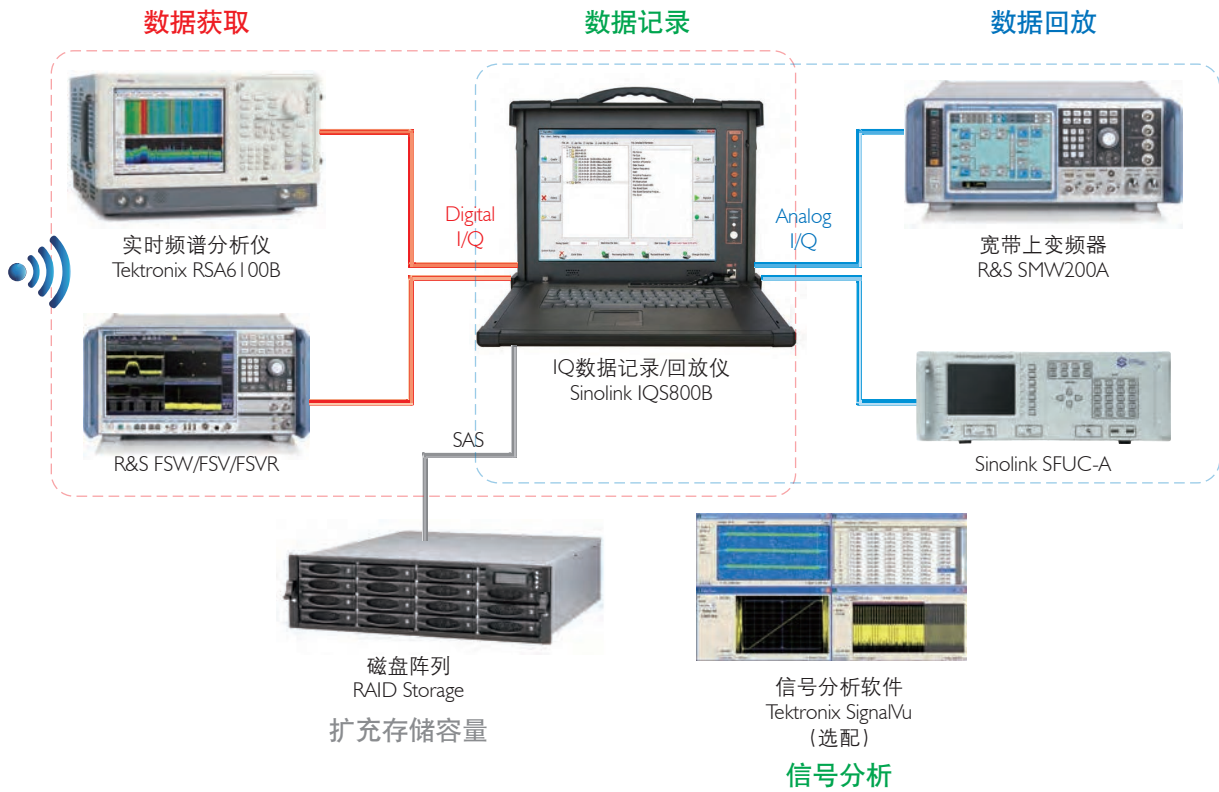 数据获取
数据记录
数据回放
Digital
I/Q
Analog
I/Q
实时频谱分析仪
Tektronix RSA6100B
宽带上变频器
R&S SMW200A
IQ数据记录/回放仪
Sinolink IQS800B
SAS
R&S FSW/FSV/FSVR
Sinolink SFUC-A
磁盘阵列
RAID Storage
扩充存储容量
信号分析软件
Tektronix SignalVu
（选配）
信号分析